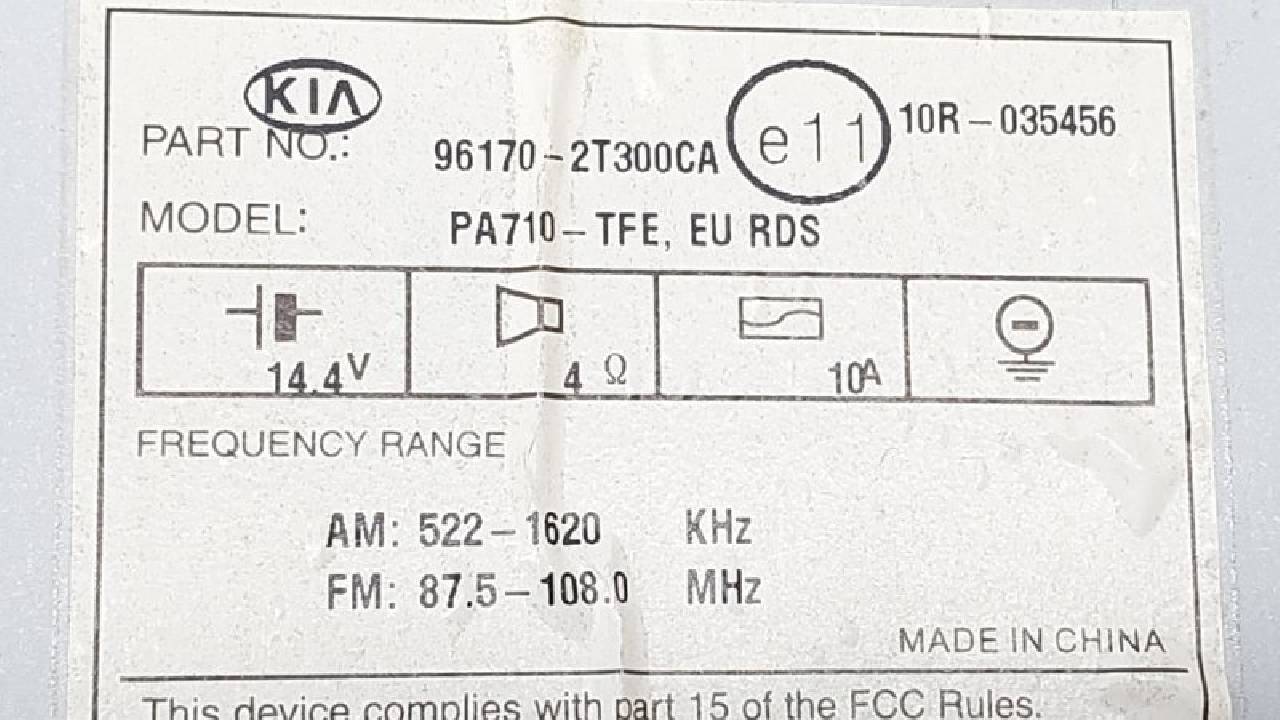 KIA
PART NO.: 96170-2T300CA e11 10R-035456
MODEL: PA710-TFE, EU RDS
14.4V 4 Ω 10A
FREQUENCY RANGE
AM: 522-1620 KHz
FM: 87.5-108.0 MHz
MADE IN CHINA
This device complies with part 15 of the FCC Rules.